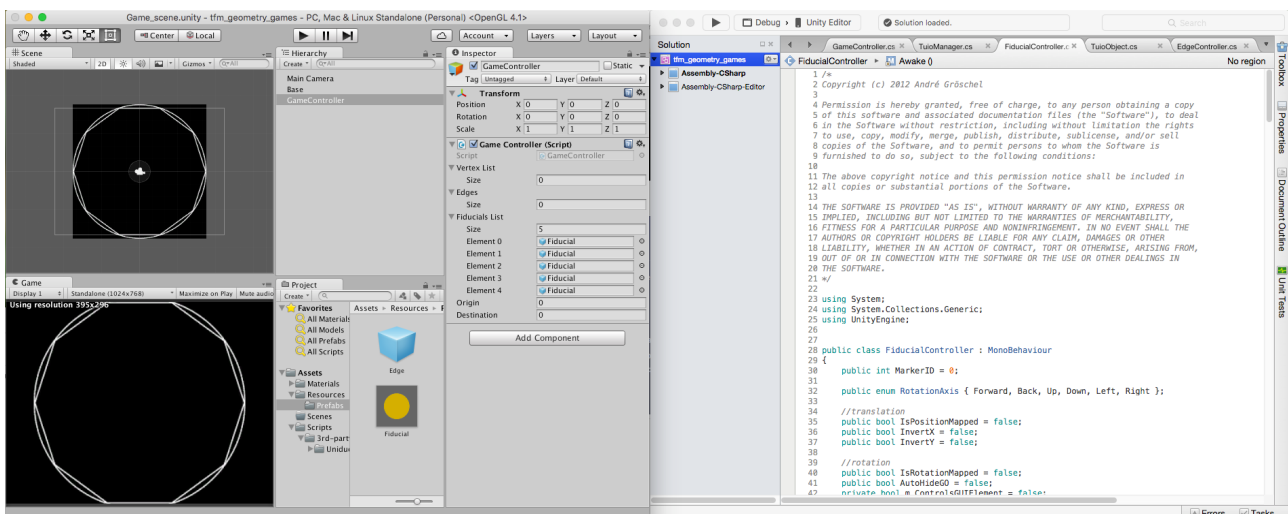 Game_scene.unity - tfm_geometry_games - PC, Mac & Linux Standalone (Personal) <OpenGL 4.1>
Center
Local
Account
Layers
Layout
Scene
Shaded
2D
Gizmos
Q▾All
Hierarchy
Create
Q▾All
Main Camera
Base
GameController
Inspector
GameController
Static
Tag Untagged
Layer Default
Transform
Position X 0 Y 0 Z 0
Rotation X 0 Y 0 Z 0
Scale X 1 Y 1 Z 1
Game Controller (Script)
Script GameController
Vertex List
Size 0
Edges
Size 0
Fiducials List
Size 5
Element 0 Fiducial
Element 1 Fiducial
Element 2 Fiducial
Element 3 Fiducial
Element 4 Fiducial
Origin 0
Destination 0
Add Component
Game
Display 1
Standalone (1024x768)
Maximize on Play
Mute audio
Using resolution 395x296
Project
Create
Favorites
All Materials
All Models
All Prefabs
All Scripts
Assets
Materials
Resources
Prefabs
Scenes
Scripts
3rd-part
Unidu
Assets ▸ Resources ▸
Edge
Fiducial
Debug
Unity Editor
Solution loaded.
Search
Solution
tfm_geometry_games
Assembly-CSharp
Assembly-CSharp-Editor
GameController.cs
TuioManager.cs
FiducialController.c
TuioObject.cs
EdgeController.cs
FiducialController
Awake ()
No region
1 /*
2 Copyright (c) 2012 André Gröschel
3
4 Permission is hereby granted, free of charge, to any person obtaining a copy
5 of this software and associated documentation files (the "Software"), to deal
6 in the Software without restriction, including without limitation the rights
7 to use, copy, modify, merge, publish, distribute, sublicense, and/or sell
8 copies of the Software, and to permit persons to whom the Software is
9 furnished to do so, subject to the following conditions:
10
11 The above copyright notice and this permission notice shall be included in
12 all copies or substantial portions of the Software.
13
14 THE SOFTWARE IS PROVIDED "AS IS", WITHOUT WARRANTY OF ANY KIND, EXPRESS OR
15 IMPLIED, INCLUDING BUT NOT LIMITED TO THE WARRANTIES OF MERCHANTABILITY,
16 FITNESS FOR A PARTICULAR PURPOSE AND NONINFRINGEMENT. IN NO EVENT SHALL THE
17 AUTHORS OR COPYRIGHT HOLDERS BE LIABLE FOR ANY CLAIM, DAMAGES OR OTHER
18 LIABILITY, WHETHER IN AN ACTION OF CONTRACT, TORT OR OTHERWISE, ARISING FROM,
19 OUT OF OR IN CONNECTION WITH THE SOFTWARE OR THE USE OR OTHER DEALINGS IN
20 THE SOFTWARE.
21 */
22
23 using System;
24 using System.Collections.Generic;
25 using UnityEngine;
26
27
28 public class FiducialController : MonoBehaviour
29 {
30 public int MarkerID = 0;
31
32 public enum RotationAxis { Forward, Back, Up, Down, Left, Right };
33
34 //translation
35 public bool IsPositionMapped = false;
36 public bool InvertX = false;
37 public bool InvertY = false;
38
39 //rotation
40 public bool IsRotationMapped = false;
41 public bool AutoHideGO = false;
42 private bool m_ControlsGUIElement = false;
Toolbox
Properties
Document Outline
Unit Tests
Errors
Tasks